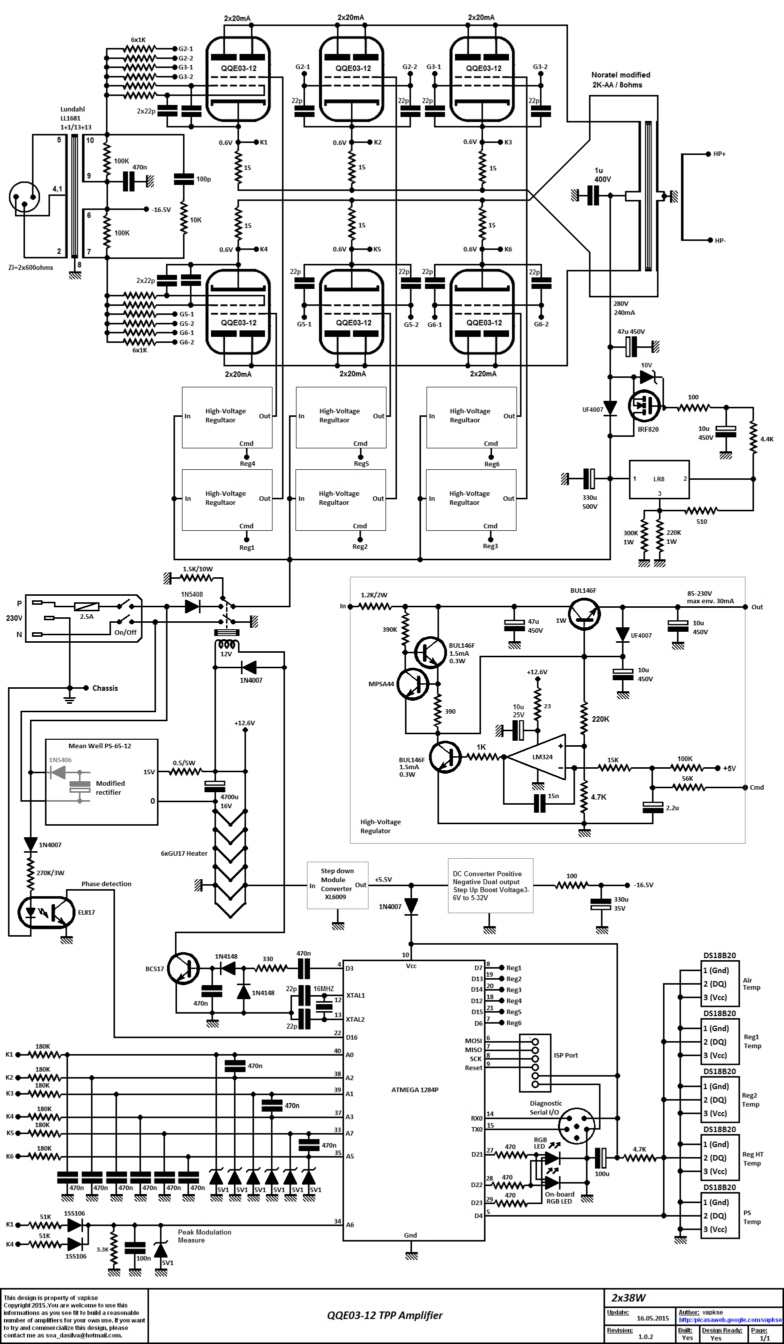 2x20mA
2x20mA
2x20mA
6x1K
G2-1
G2-2
G3-1
G3-2
QQE03-12
QQE03-12
QQE03-12
G2-1
G2-2
G3-1
G3-2
Noratel modified
2K-AA / 8ohms
Lundahl
LL1681
1+1/13+13
2x22p
22p
22p
22p
22p
5
10
4,1
9
6
2
7
8
100K
470n
100p
-16.5V
100K
10K
Zi=2x600ohms
0.6V
K1
0.6V
K2
0.6V
K3
15
15
15
1u
400V
HP+
HP-
15
15
15
0.6V
K4
0.6V
K5
0.6V
K6
2x22p
22p
22p
22p
22p
QQE03-12
QQE03-12
QQE03-12
G5-1
G5-2
G6-1
G6-2
6x1K
G5-1
G5-2
G6-1
G6-2
2x20mA
2x20mA
2x20mA
280V
240mA
47u 450V
10V
UF4007
IRF820
100
10u
450V
4.4K
High-Voltage
Regultaor
In
Out
Cmd
Reg4
High-Voltage
Regultaor
In
Out
Cmd
Reg5
High-Voltage
Regultaor
In
Out
Cmd
Reg6
High-Voltage
Regultaor
In
Out
Cmd
Reg1
High-Voltage
Regultaor
In
Out
Cmd
Reg2
High-Voltage
Regultaor
In
Out
Cmd
Reg3
330u
500V
1
LR8
2
3
300K
1W
220K
1W
510
1.5K/10W
P
230V
N
2.5A
On/Off
1N5408
12V
1N4007
Chassis
+12.6V
Mean Well PS-65-12
1N5406
Modified
rectifier
15V
0
0.5/5W
4700u
16V
6xGU17 Heater
1N4007
270K/3W
EL817
Phase detection
In
1.2K/2W
390K
BUL146F
1.5mA
0.3W
MPSA44
390
BUL146F
1.5mA
0.3W
47u
450V
BUL146F
1W
UF4007
85-230V
max env. 30mA
Out
10u
450V
10u
450V
+12.6V
10u
25V
23
220K
1K
LM324
15n
4.7K
15K
100K
+5V
56K
Cmd
2.2u
High-Voltage
Regulator
Step down
Module
Converter
XL6009
In
Out
+5.5V
DC Converter Positive
Negative Dual output
Step Up Boost Voltage3-
6V to 5-32V
100
-16.5V
330u
35V
1N4007
BC517
1N4148
330
470n
470n
1N4148
22p
16MHZ
22p
12
13
ATMEGA 1284P
10
Vcc
4
D3
XTAL1
XTAL2
22
D16
40
A0
38
A2
39
A1
37
A3
33
A7
35
A5
34
A6
Gnd
D7
8
Reg1
D13
19
Reg2
D14
20
Reg3
D12
18
Reg4
D15
21
Reg5
D6
7
Reg6
MOSI
6
MISO
7
SCK
8
Reset
9
ISP Port
Diagnostic
Serial I/O
RX0
14
TX0
15
D21
27
470
D22
28
470
D23
29
470
D4
5
RGB
LED
On-board
RGB LED
100u
4.7K
DS18B20
1 (Gnd)
2 (DQ)
3 (Vcc)
Air
Temp
DS18B20
1 (Gnd)
2 (DQ)
3 (Vcc)
Reg1
Temp
DS18B20
1 (Gnd)
2 (DQ)
3 (Vcc)
Reg2
Temp
DS18B20
1 (Gnd)
2 (DQ)
3 (Vcc)
Reg HT
Temp
DS18B20
1 (Gnd)
2 (DQ)
3 (Vcc)
PS
Temp
K1
180K
K2
180K
K3
180K
K4
180K
K5
180K
K6
180K
470n
470n
470n
470n
470n
470n
470n
470n
470n
5V1
5V1
5V1
5V1
5V1
5V1
K1
51K
1SS106
K4
51K
1SS106
3.3K
100n
5V1
Peak Modulation
Measure
This design is property of vapkse
Copyright 2015.You are welcome to use this
informations as you see fit to build a reasonable
number of amplifiers for your own use. If you want
to try and commercialize this design, please
contact me as sea_dasilva@hotmail.com.
QQE03-12 TPP Amplifier
2x38W
Update:
16.05.2015
Author: vapkse
http://picasaweb.google.com/vapkse
Revision:
1.0.2
Built:
Yes
Design Ready:
Yes
Page:
1/1